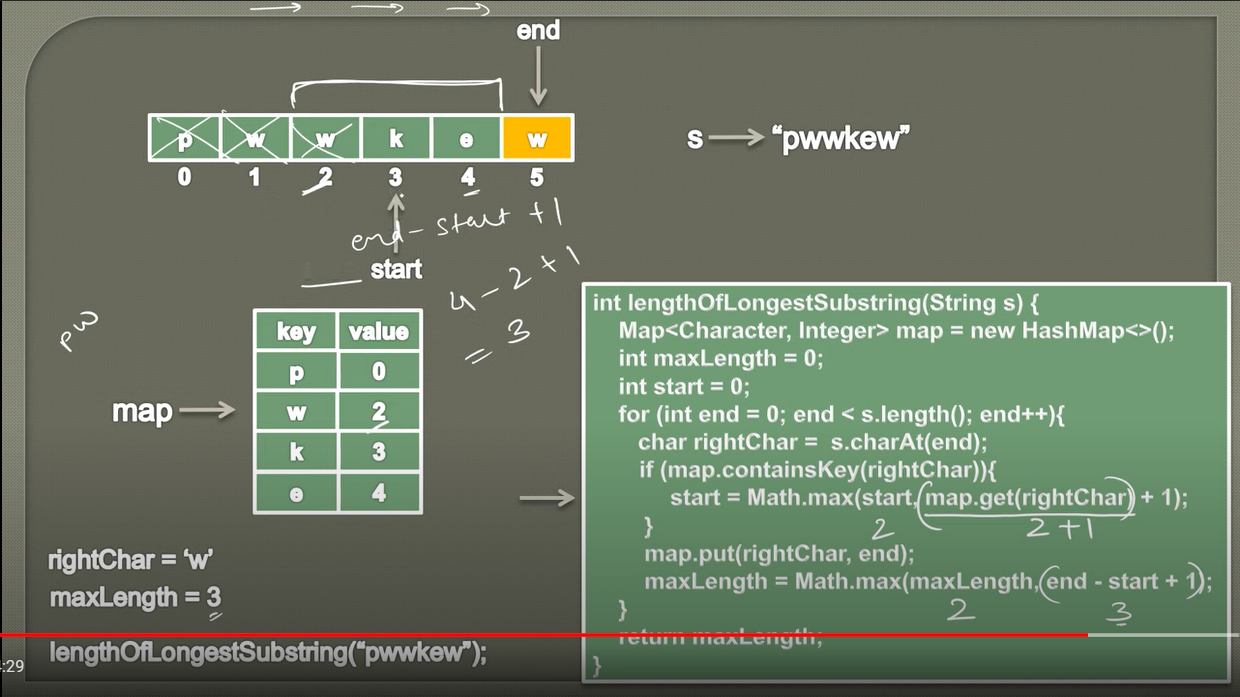 end
p w w k e w
0 1 2 3 4 5
s → "pwwkew"
end - start + 1
start
4 - 2 + 1
= 3
pw
map →
key value
p 0
w 2
k 3
e 4
rightChar = ‘w’
maxLength = 3
lengthOfLongestSubstring(“pwwkew”);
:29
int lengthOfLongestSubstring(String s) {
Map<Character, Integer> map = new HashMap<>();
int maxLength = 0;
int start = 0;
for (int end = 0; end < s.length(); end++){
char rightChar = s.charAt(end);
if (map.containsKey(rightChar)){
start = Math.max(start, map.get(rightChar) + 1);
2 2+1
}
map.put(rightChar, end);
maxLength = Math.max(maxLength, end - start + 1);
2 3
}
return maxLength;
}